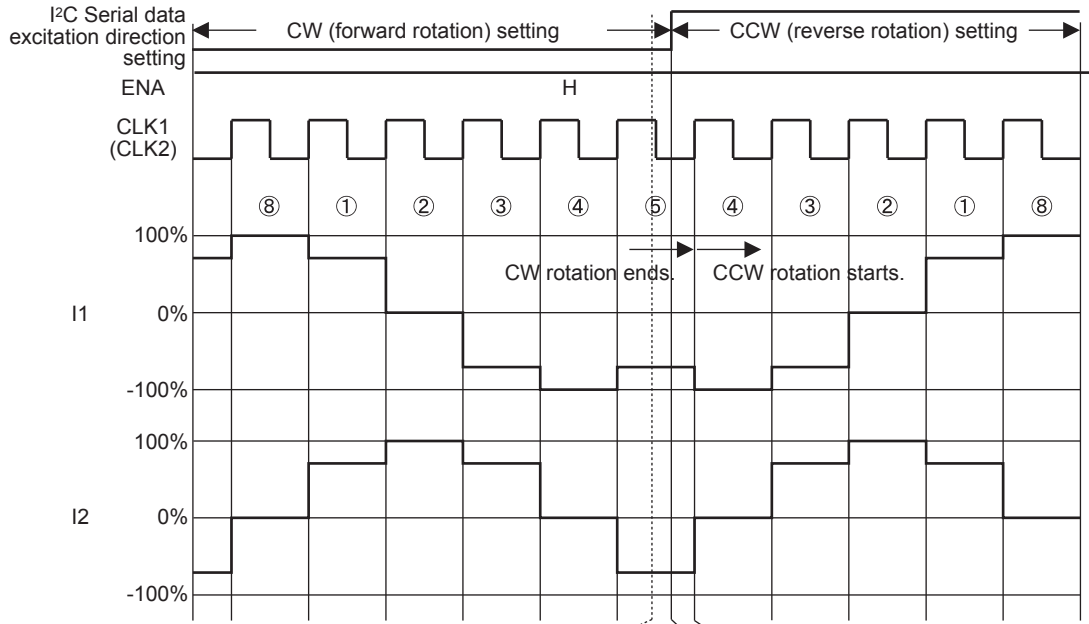 I²C Serial data
excitation direction
setting
CW (forward rotation) setting
CCW (reverse rotation) setting
ENA
H
CLK1
(CLK2)
⑧ ① ② ③ ④ ⑤ ④ ③ ② ① ⑧
100%
CW rotation ends. CCW rotation starts.
I1
0%
-100%
100%
I2
0%
-100%